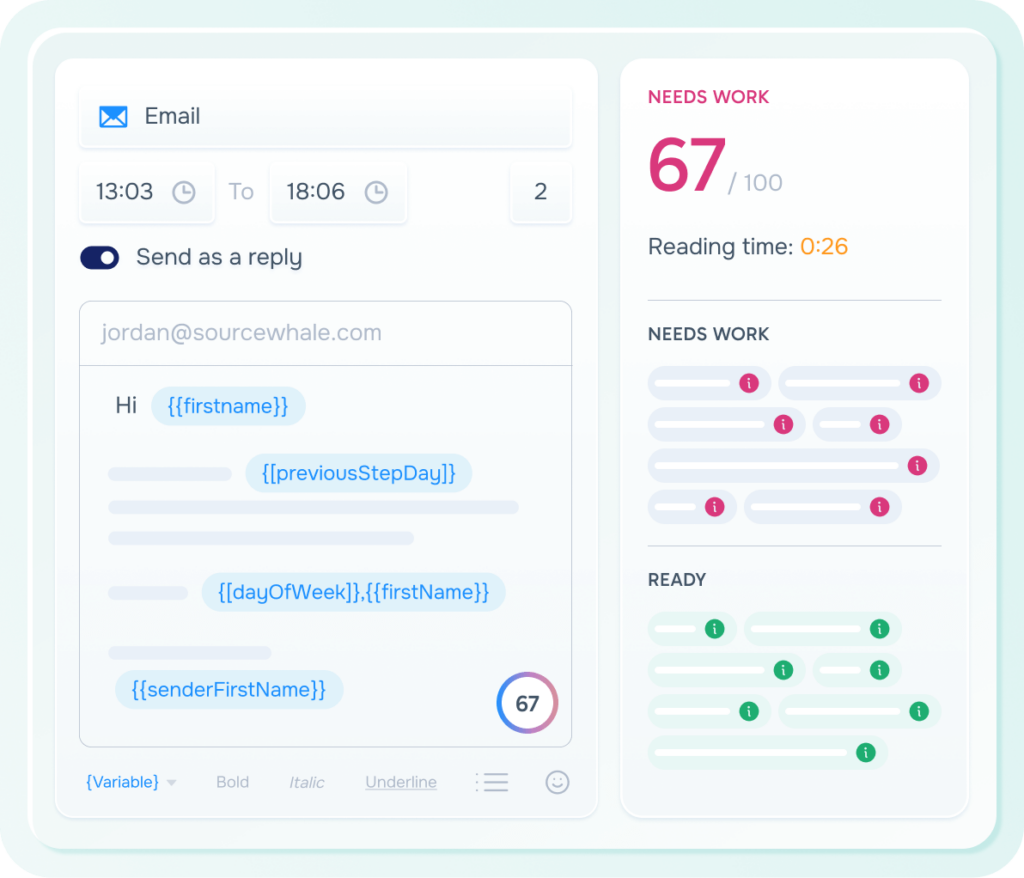 Email
13:03 To 18:06 2
Send as a reply
jordan@sourcewhale.com
Hi {{firstname}}
{[previousStepDay]}
{[dayOfWeek]},{{firstName}}
{{senderFirstName}}
67
{Variable} Bold Italic Underline
NEEDS WORK
67 / 100
Reading time: 0:26
NEEDS WORK
READY